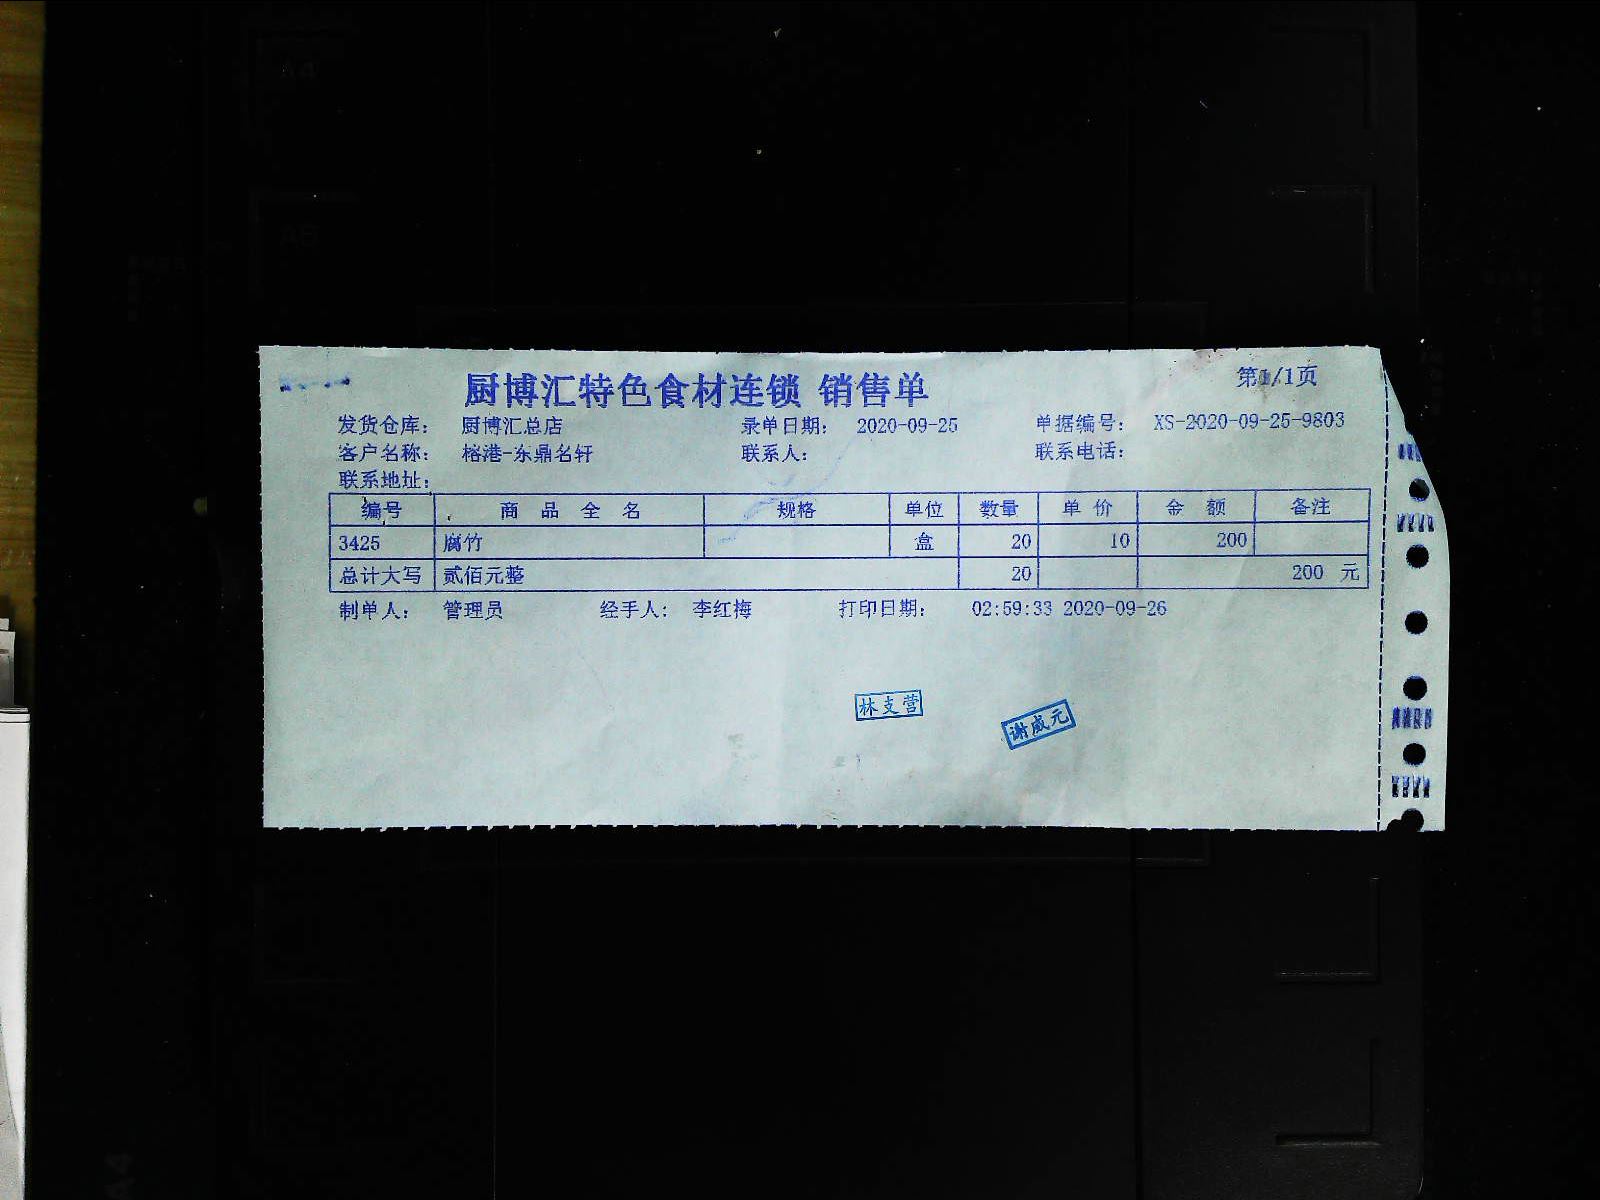 厨博汇特色食材连锁 销售单 第1/1页
发货仓库： 厨博汇总店 录单日期： 2020-09-25 单据编号： XS-2020-09-25-9803
客户名称： 榕港-东鼎名轩 联系人： 联系电话：
联系地址：
编号 商品全名 规格 单位 数量 单价 金额 备注
3425 腐竹 盒 20 10 200
总计大写 贰佰元整 20 200 元
制单人： 管理员 经手人： 李红梅 打印日期： 02:59:33 2020-09-26
林支营
谢威元